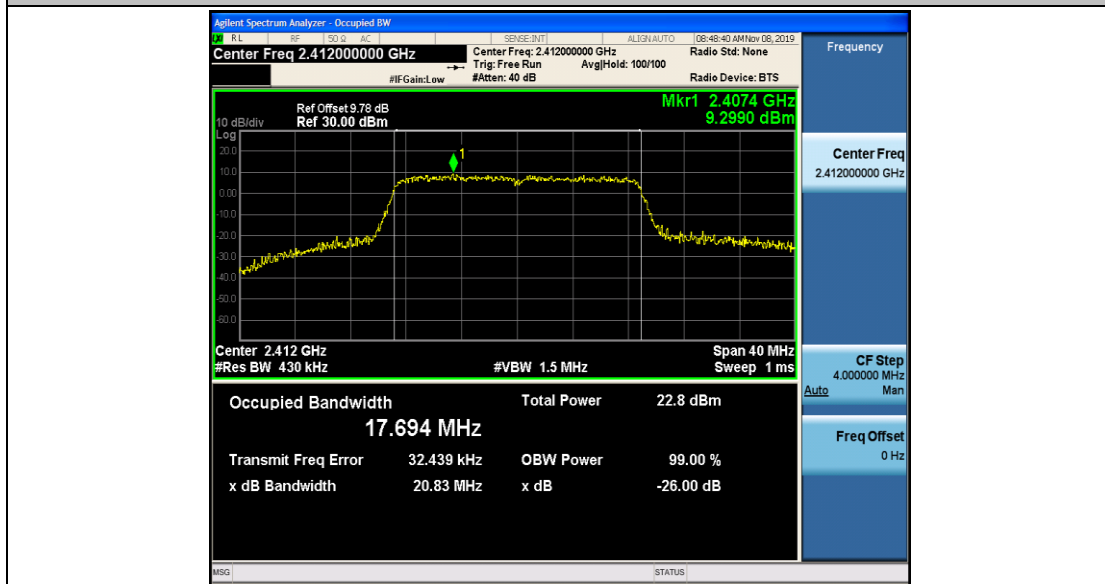 Agilent Spectrum Analyzer - Occupied BW
RL RF 50 Ω AC SENSE:INT ALIGN AUTO 08:48:40 AM Nov 08, 2019
Center Freq 2.412000000 GHz
Center Freq: 2.412000000 GHz
Radio Std: None
Trig: Free Run Avg|Hold: 100/100
#IFGain:Low #Atten: 40 dB Radio Device: BTS
Frequency
Ref Offset 9.78 dB
10 dB/div Ref 30.00 dBm
Mkr1 2.4074 GHz
9.2990 dBm
Log
20.0
10.0
0.00
-10.0
-20.0
-30.0
-40.0
-50.0
-60.0
1
Center 2.412 GHz Span 40 MHz
#Res BW 430 kHz #VBW 1.5 MHz Sweep 1 ms
Occupied Bandwidth Total Power 22.8 dBm
17.694 MHz
Transmit Freq Error 32.439 kHz OBW Power 99.00 %
x dB Bandwidth 20.83 MHz x dB -26.00 dB
Center Freq
2.412000000 GHz
CF Step
4.000000 MHz
Auto Man
Freq Offset
0 Hz
MSG STATUS